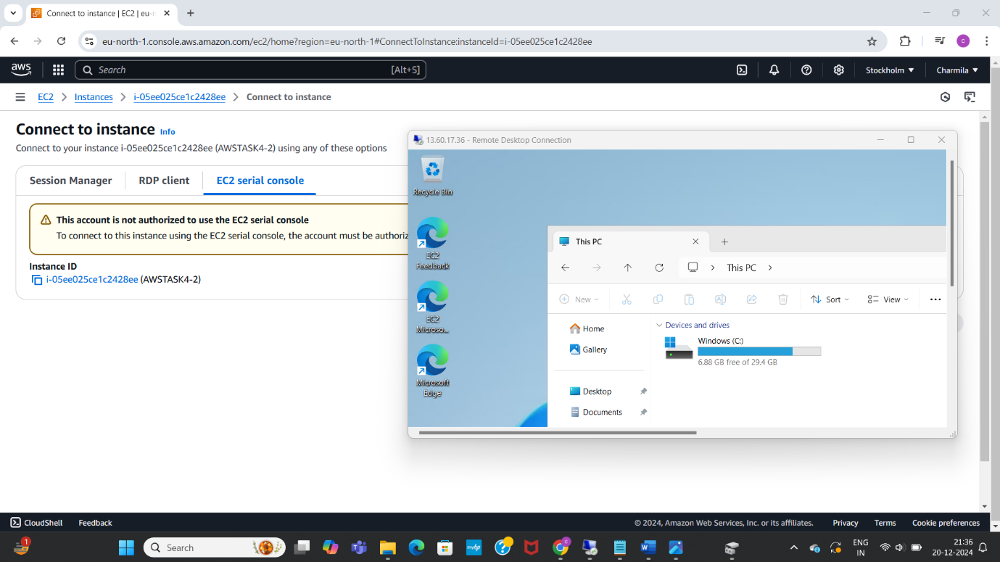 Connect to instance | EC2 | eu-n
eu-north-1.console.aws.amazon.com/ec2/home?region=eu-north-1#ConnectToInstance:instanceId=i-05ee025ce1c2428ee
c
aws
Search
[Alt+S]
Stockholm
Charmila
EC2
Instances
i-05ee025ce1c2428ee
Connect to instance
Connect to instance Info
Connect to your instance i-05ee025ce1c2428ee (AWSTASK4-2) using any of these options
Session Manager
RDP client
EC2 serial console
This account is not authorized to use the EC2 serial console
To connect to this instance using the EC2 serial console, the account must be authoriz
Instance ID
i-05ee025ce1c2428ee (AWSTASK4-2)
13.60.17.36 - Remote Desktop Connection
Recycle Bin
EC2
Feedback
EC2
Microso...
Microsoft
Edge
This PC
This PC
New
Sort
View
Home
Gallery
Desktop
Documents
Devices and drives
Windows (C:)
6.88 GB free of 29.4 GB
CloudShell
Feedback
© 2024, Amazon Web Services, Inc. or its affiliates.
Privacy
Terms
Cookie preferences
1
Search
ENG
IN
21:36
20-12-2024